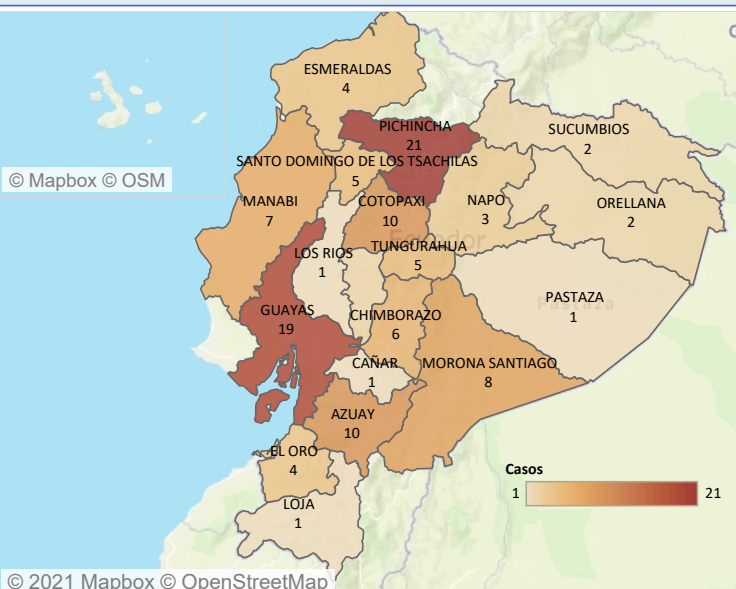 ESMERALDAS
4
PICHINCHA
21
SUCUMBIOS
2
SANTO DOMINGO DE LOS TSACHILAS
5
© Mapbox © OSM
MANABI
7
COTOPAXI
10
NAPO
3
ORELLANA
2
Ecuador
TUNGURAHUA
5
LOS RIOS
1
PASTAZA
1
Pastaza
GUAYAS
19
CHIMBORAZO
6
CAÑAR
1
MORONA SANTIAGO
8
AZUAY
10
EL ORO
4
LOJA
1
Casos
1
21
© 2021 Mapbox © OpenStreetMap